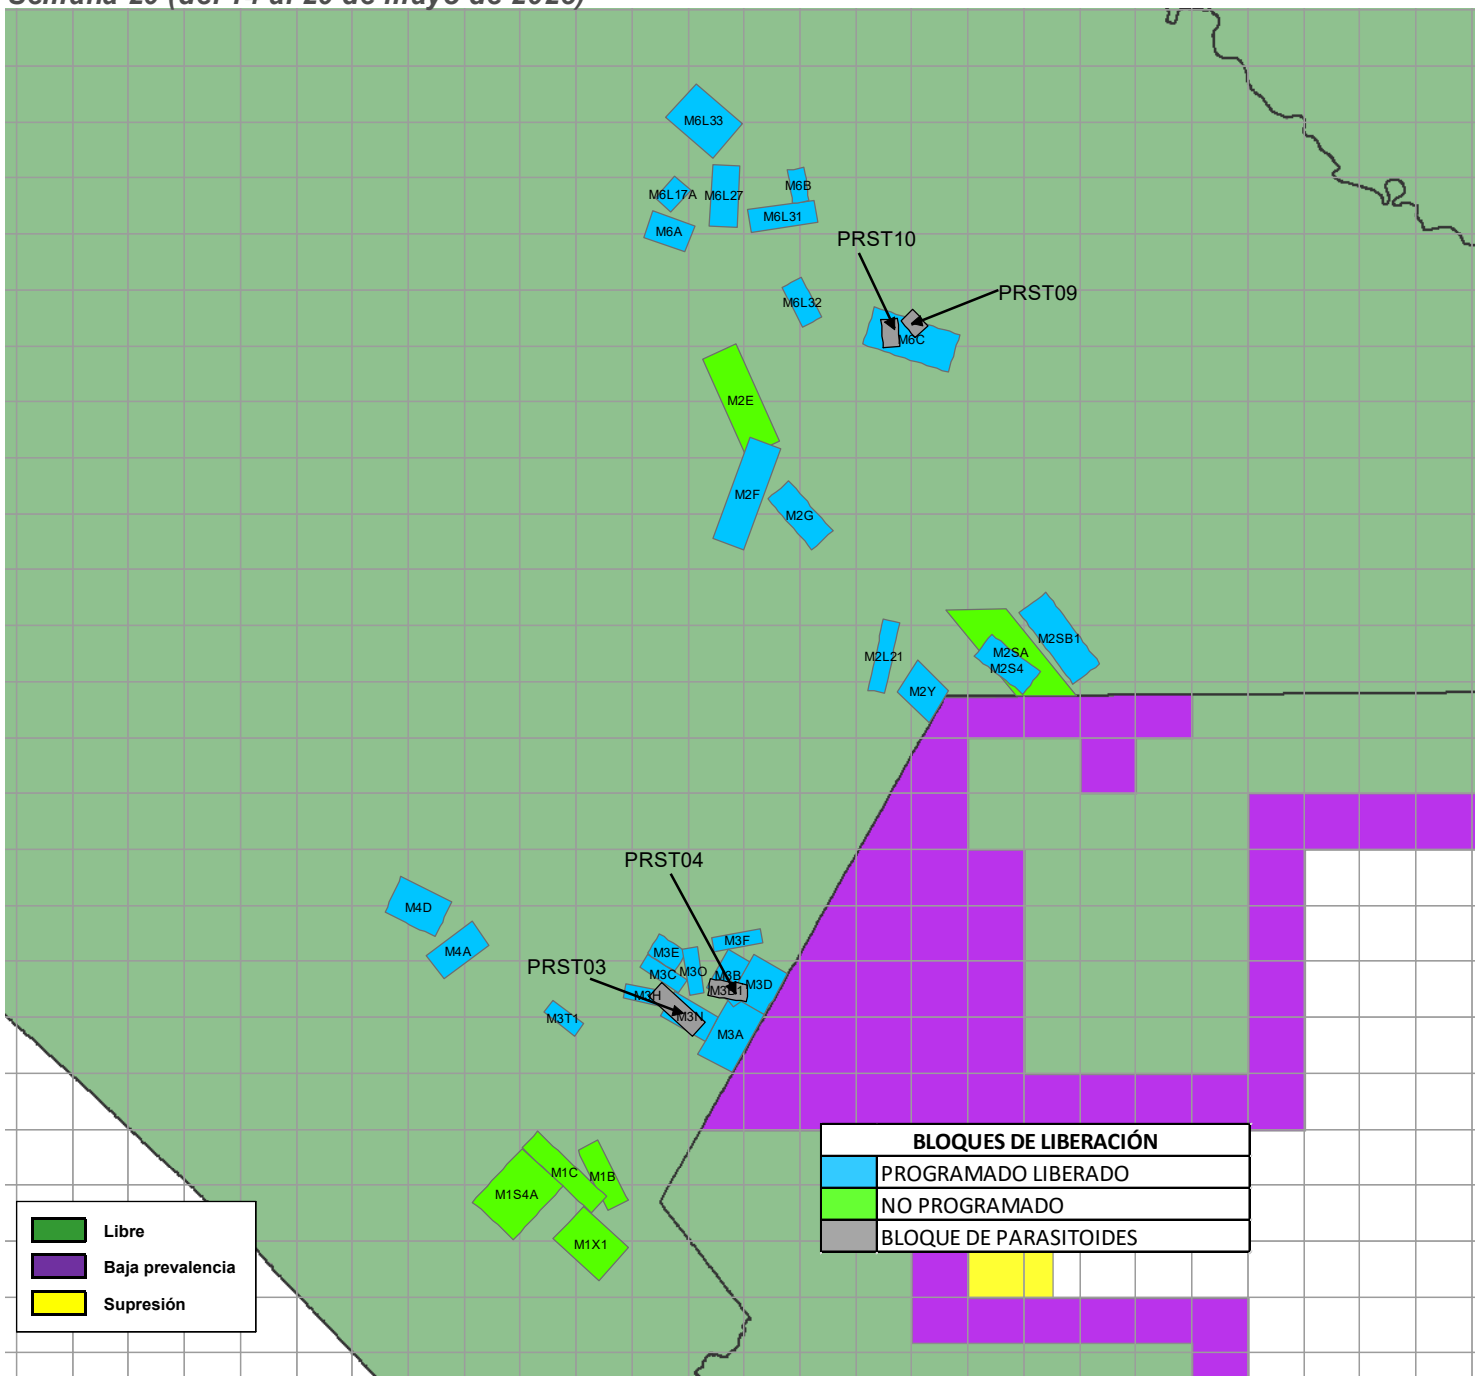 M6L33
M6L17A
M6L27
M6B
M6L31
M6A
PRST10
PRST09
M6L32
M6C
M2E
M2F
M2G
M2SB1
M2L21
M2SA
M2S4
M2Y
PRST04
M4D
M4A
M3F
M3E
PRST03
M3C
M3O
M3B
M3D
M3B1
M3H
M3T1
M3N
M3A
M1C
M1B
M1S4A
M1X1
BLOQUES DE LIBERACIÓN
PROGRAMADO LIBERADO
NO PROGRAMADO
BLOQUE DE PARASITOIDES
Libre
Baja prevalencia
Supresión